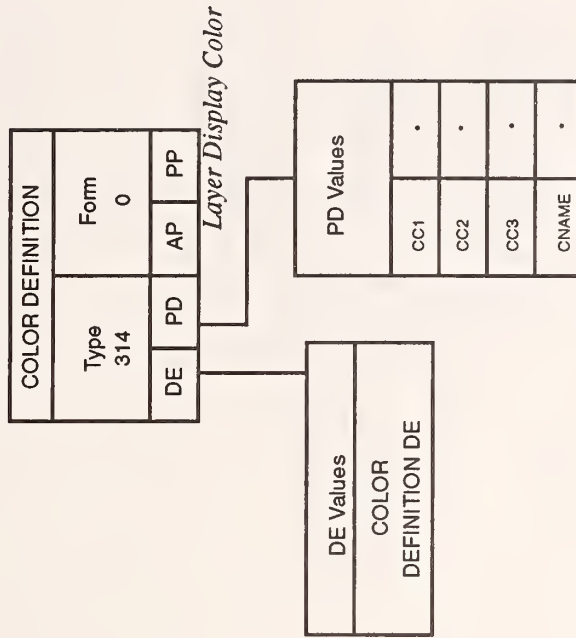 COLOR DEFINITION
Type Form
314 0
DE PD AP PP
Layer Display Color
DE Values
COLOR
DEFINITION DE
PD Values
CC1 .
CC2 .
CC3 .
CNAME .